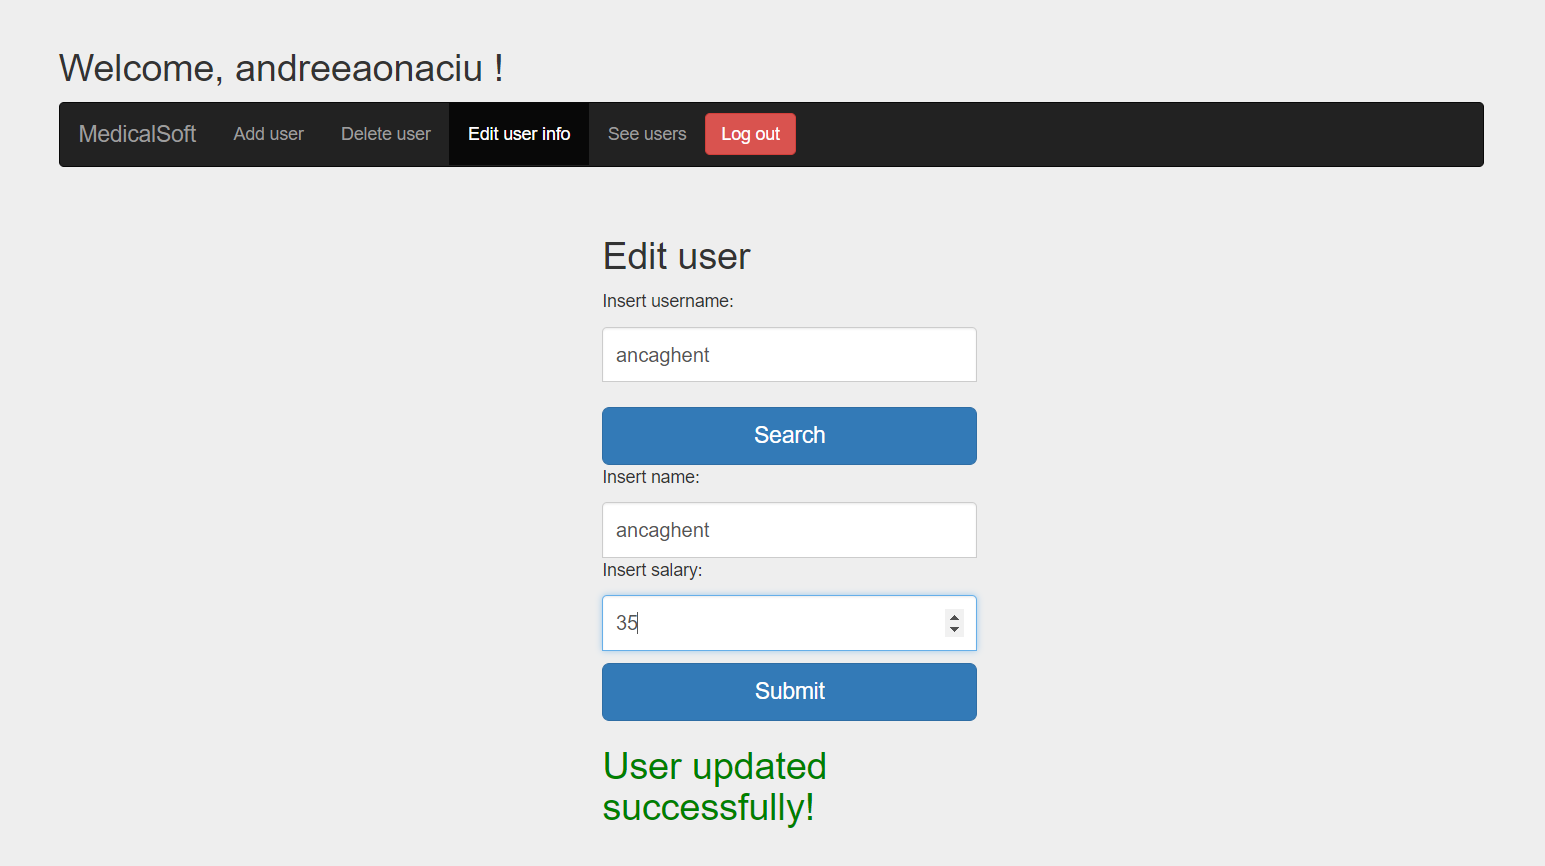 Welcome, andreeaonaciu !
MedicalSoft Add user Delete user Edit user info See users Log out
Edit user
Insert username:
ancaghent
Search
Insert name:
ancaghent
Insert salary:
35
Submit
User updated
successfully!